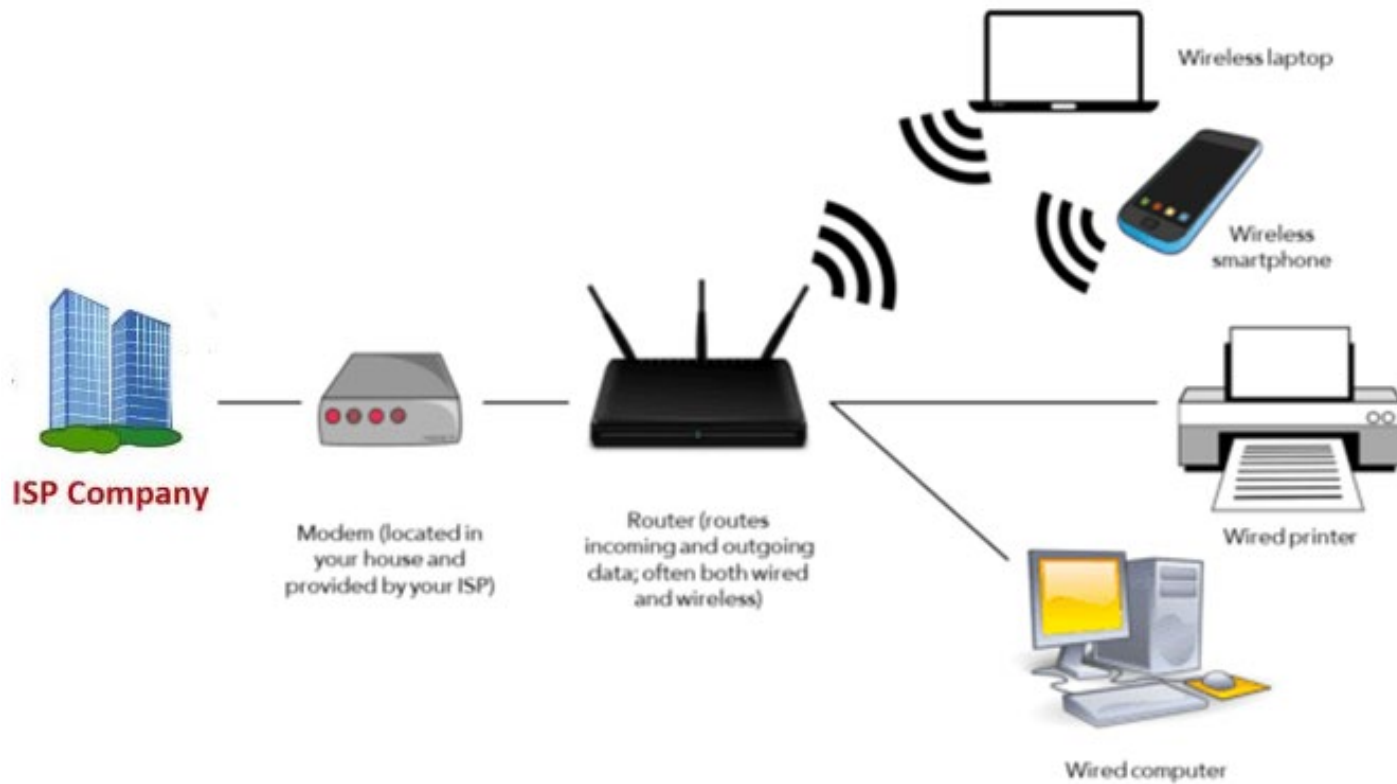 Wireless laptop
Wireless
smartphone
ISP Company
Modem (located in
your house and
provided by your ISP)
Router (routes
incoming and outgoing
data; often both wired
and wireless)
Wired printer
Wired computer